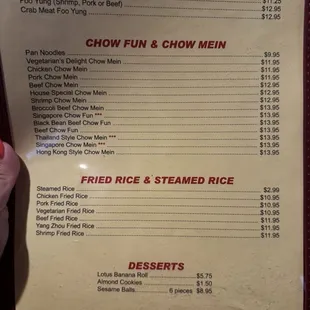 Foo Yung (Shrimp, Pork or Beef) $11.25
Crab Meat Foo Yung $12.95
$12.95
CHOW FUN & CHOW MEIN
Pan Noodles $9.95
Vegetarian's Delight Chow Mein $11.95
Chicken Chow Mein $11.95
Pork Chow Mein $11.95
Beef Chow Mein $12.95
House Special Chow Mein $12.95
Shrimp Chow Mein $12.95
Broccoli Beef Chow Mein $13.95
Singapore Chow Fun *** $13.95
Black Bean Beef Chow Fun $13.95
Beef Chow Fun $13.95
Thailand Style Chow Mein *** $13.95
Singapore Chow Mein *** $13.95
Hong Kong Style Chow Mein $13.95
FRIED RICE & STEAMED RICE
Steamed Rice $2.99
Chicken Fried Rice $10.95
Pork Fried Rice $10.95
Vegetarian Fried Rice $10.95
Beef Fried Rice $11.95
Yang Zhou Fried Rice $11.95
Shrimp Fried Rice $11.95
DESSERTS
Lotus Banana Roll $5.75
Almond Cookies $1.50
Sesame Balls 6 pieces $8.95